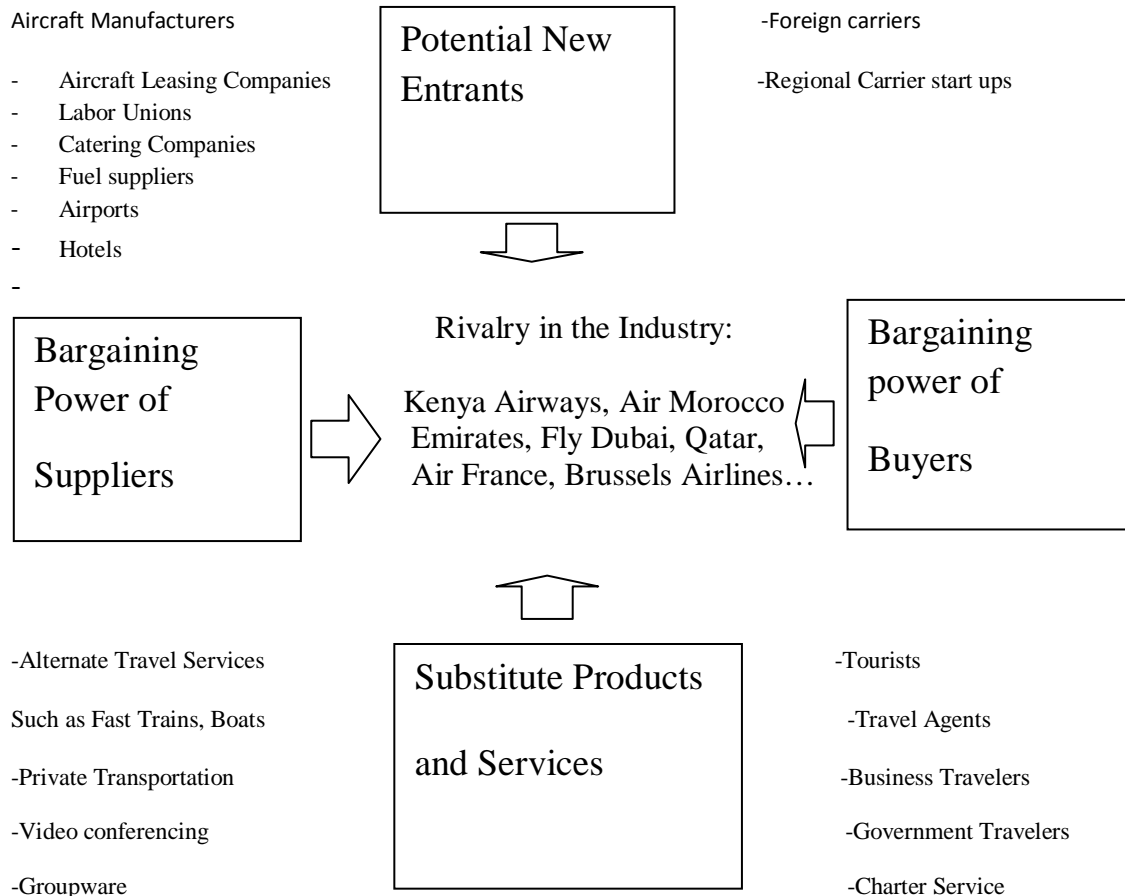 Aircraft Manufacturers
- Aircraft Leasing Companies
- Labor Unions
- Catering Companies
- Fuel suppliers
- Airports
- Hotels
-
Potential New
Entrants
-Foreign carriers
-Regional Carrier start ups
Bargaining
Power of
Suppliers
Rivalry in the Industry:
Kenya Airways, Air Morocco
Emirates, Fly Dubai, Qatar,
Air France, Brussels Airlines…
Bargaining
power of
Buyers
-Alternate Travel Services
Such as Fast Trains, Boats
-Private Transportation
-Video conferencing
-Groupware
Substitute Products
and Services
-Tourists
-Travel Agents
-Business Travelers
-Government Travelers
-Charter Service